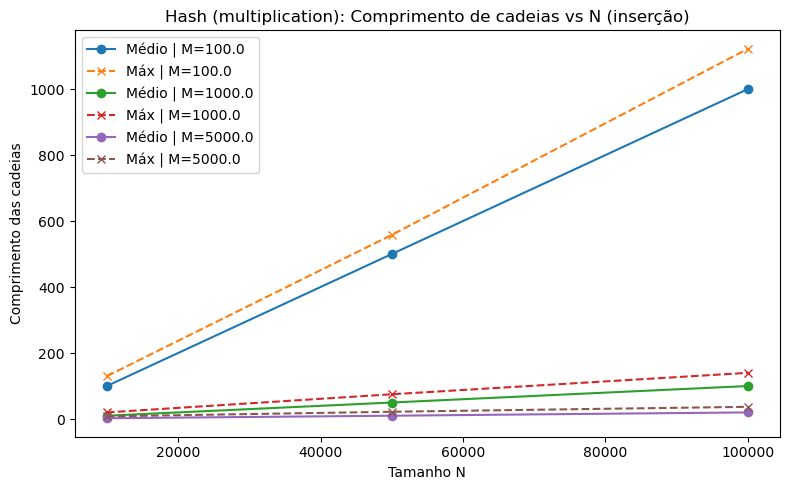 Hash (multiplication): Comprimento de cadeias vs N (inserção)
Médio | M=100.0
Máx | M=100.0
Médio | M=1000.0
Máx | M=1000.0
Médio | M=5000.0
Máx | M=5000.0
Comprimento das cadeias
1000
800
600
400
200
0
20000
40000
60000
80000
100000
Tamanho N